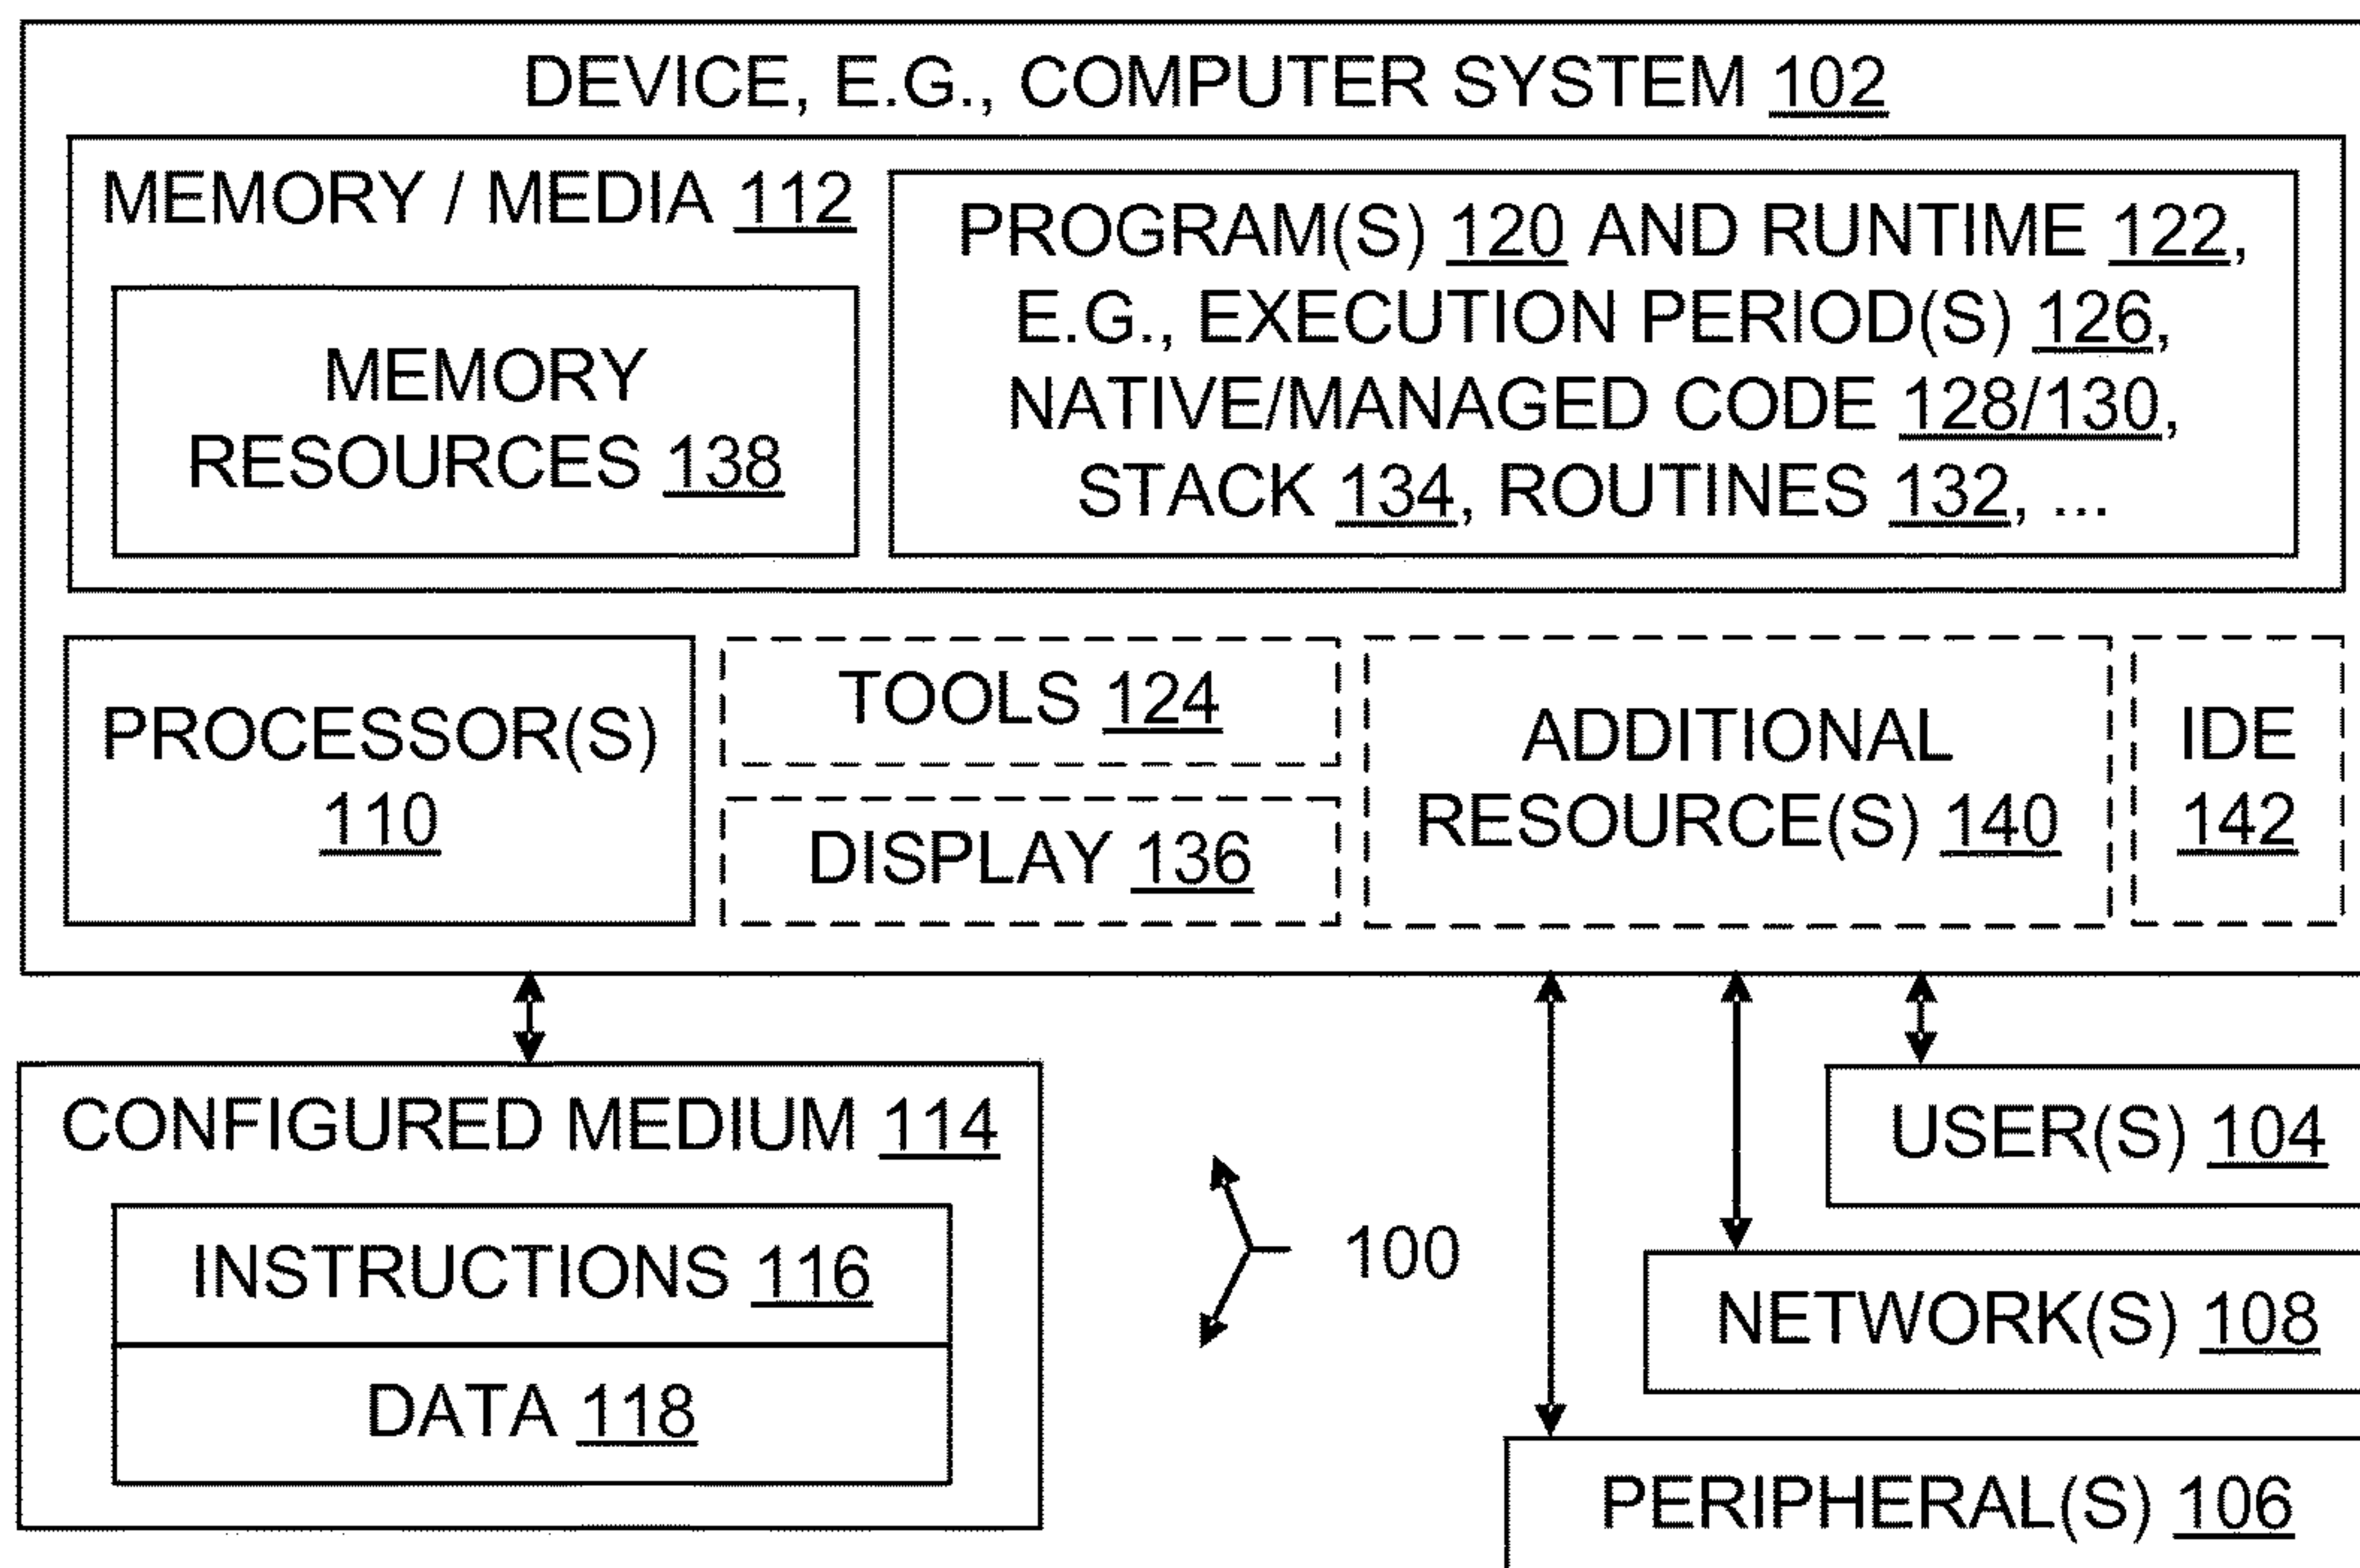 DEVICE, E.G., COMPUTER SYSTEM 102
MEMORY / MEDIA 112
MEMORY
RESOURCES 138
PROGRAM(S) 120 AND RUNTIME 122,
E.G., EXECUTION PERIOD(S) 126,
NATIVE/MANAGED CODE 128/130,
STACK 134, ROUTINES 132, ...
PROCESSOR(S)
110
TOOLS 124
DISPLAY 136
ADDITIONAL
RESOURCE(S) 140
IDE
142
CONFIGURED MEDIUM 114
INSTRUCTIONS 116
DATA 118
100
USER(S) 104
NETWORK(S) 108
PERIPHERAL(S) 106